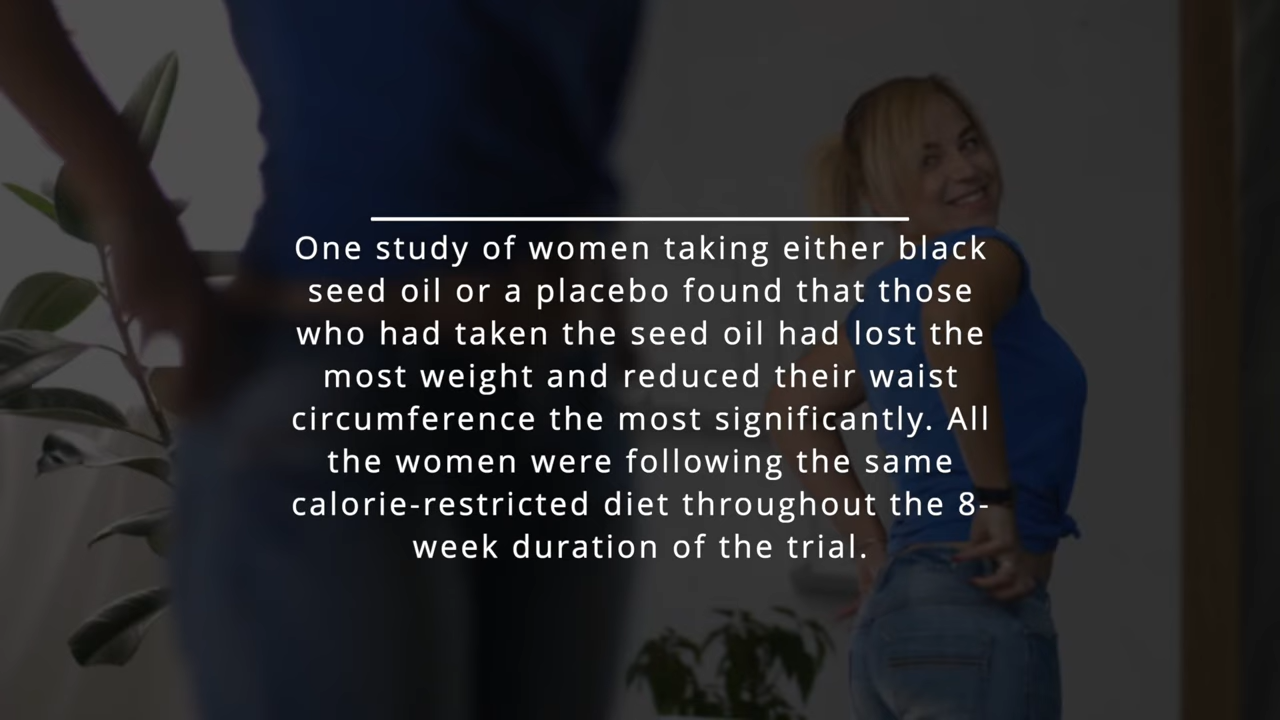 One study of women taking either black
seed oil or a placebo found that those
who had taken the seed oil had lost the
most weight and reduced their waist
circumference the most significantly. All
the women were following the same
calorie-restricted diet throughout the 8-
week duration of the trial.